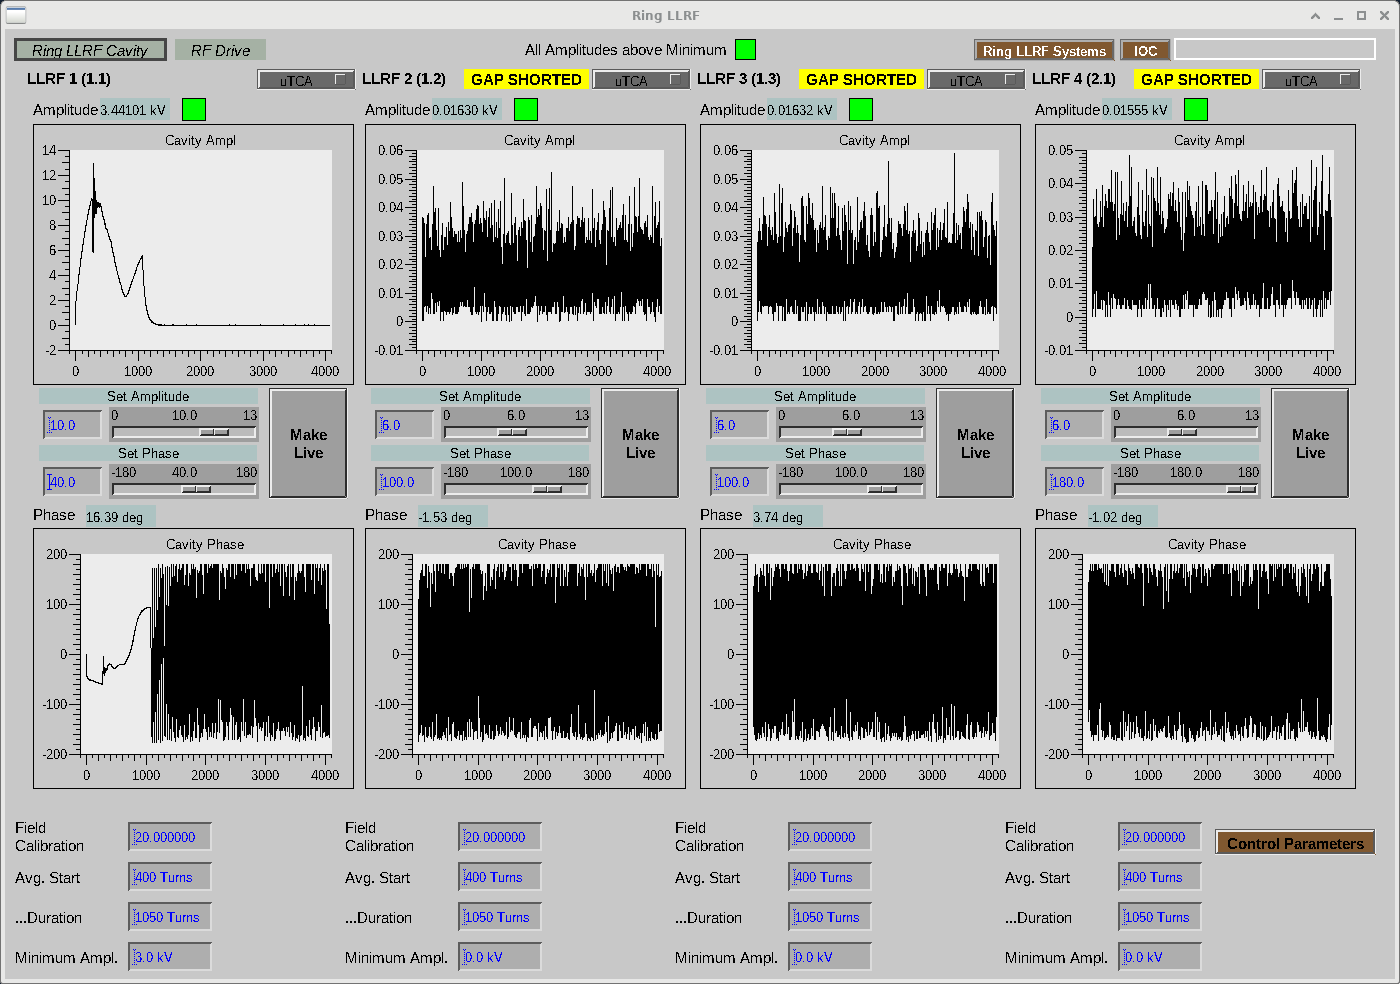 Ring LLRF
Ring LLRF Cavity RF Drive All Amplitudes above Minimum Ring LLRF Systems IOC
LLRF 1 (1.1) uTCA LLRF 2 (1.2) GAP SHORTED uTCA LLRF 3 (1.3) GAP SHORTED uTCA LLRF 4 (2.1) GAP SHORTED uTCA
Amplitude 3.44101 kV Amplitude 0.01630 kV Amplitude 0.01632 kV Amplitude 0.01555 kV
Cavity Ampl Cavity Ampl Cavity Ampl Cavity Ampl
14 0.06 0.06 0.05
12 0.05 0.05 0.04
10 0.04 0.04 0.03
8 0.03 0.03 0.02
6 0.02 0.02 0.01
4 0.01 0.01 0
2 0 0 -0.01
0 -0.01 -0.01
-2
0 1000 2000 3000 4000 0 1000 2000 3000 4000 0 1000 2000 3000 4000 0 1000 2000 3000 4000
Set Amplitude Set Amplitude Set Amplitude Set Amplitude
10.0 0 10.0 13 6.0 0 6.0 13 6.0 0 6.0 13 6.0 0 6.0 13
Make Live Make Live Make Live Make Live
Set Phase Set Phase Set Phase Set Phase
40.0 -180 40.0 180 100.0 -180 100.0 180 100.0 -180 100.0 180 180.0 -180 180.0 180
Phase 16.39 deg Phase -1.53 deg Phase 3.74 deg Phase -1.02 deg
Cavity Phase Cavity Phase Cavity Phase Cavity Phase
200 200 200 200
100 100 100 100
0 0 0 0
-100 -100 -100 -100
-200 -200 -200 -200
0 1000 2000 3000 4000 0 1000 2000 3000 4000 0 1000 2000 3000 4000 0 1000 2000 3000 4000
Field Calibration 20.000000 Field Calibration 20.000000 Field Calibration 20.000000 Field Calibration 20.000000 Control Parameters
Avg. Start 400 Turns Avg. Start 400 Turns Avg. Start 400 Turns Avg. Start 400 Turns
...Duration 1050 Turns ...Duration 1050 Turns ...Duration 1050 Turns ...Duration 1050 Turns
Minimum Ampl. 3.0 kV Minimum Ampl. 0.0 kV Minimum Ampl. 0.0 kV Minimum Ampl. 0.0 kV